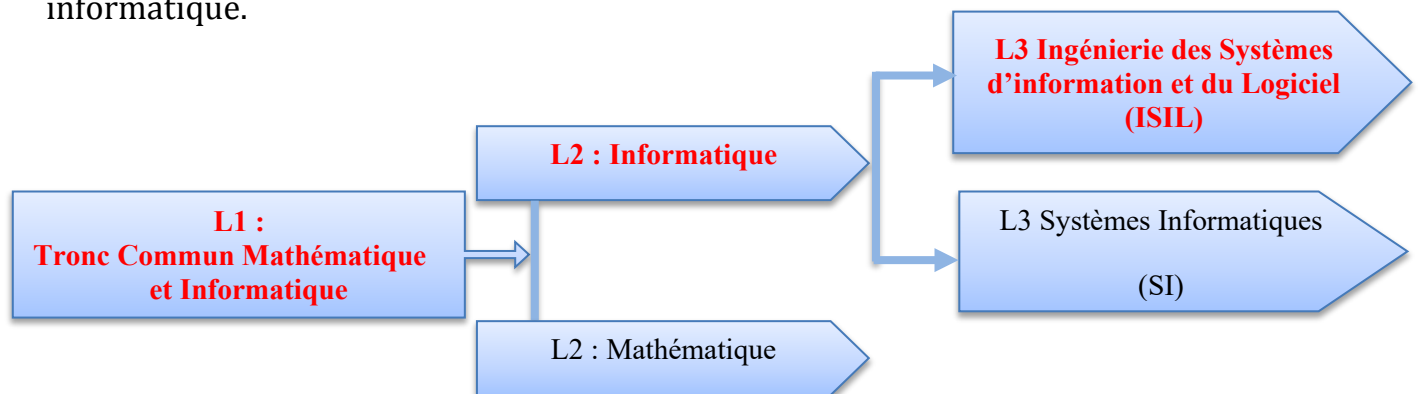 informatique.
L3 Ingénierie des Systèmes
d’information et du Logiciel
(ISIL)
L2 : Informatique
L1 :
Tronc Commun Mathématique
et Informatique
L3 Systèmes Informatiques
(SI)
L2 : Mathématique